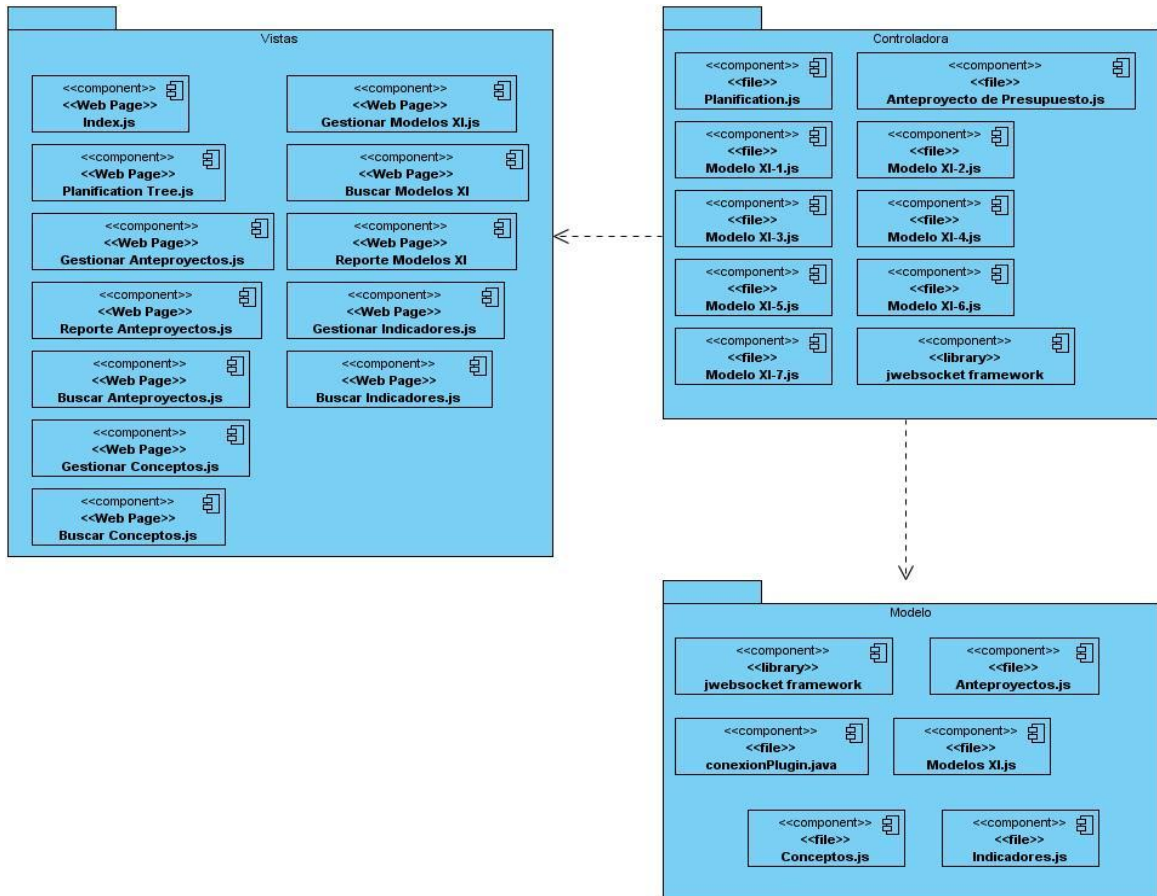 Vistas
<<component>>
<<Web Page>>
Index.js
<<component>>
<<Web Page>>
Planification Tree.js
<<component>>
<<Web Page>>
Gestionar Anteproyectos.js
<<component>>
<<Web Page>>
Reporte Anteproyectos.js
<<component>>
<<Web Page>>
Buscar Anteproyectos.js
<<component>>
<<Web Page>>
Gestionar Conceptos.js
<<component>>
<<Web Page>>
Buscar Conceptos.js
<<component>>
<<Web Page>>
Gestionar Modelos XI.js
<<component>>
<<Web Page>>
Buscar Modelos XI
<<component>>
<<Web Page>>
Reporte Modelos XI
<<component>>
<<Web Page>>
Gestionar Indicadores.js
<<component>>
<<Web Page>>
Buscar Indicadores.js
Controladora
<<component>>
<<file>>
Planification.js
<<component>>
<<file>>
Anteproyecto de Presupuesto.js
<<component>>
<<file>>
Modelo XI-1.js
<<component>>
<<file>>
Modelo XI-2.js
<<component>>
<<file>>
Modelo XI-3.js
<<component>>
<<file>>
Modelo XI-4.js
<<component>>
<<file>>
Modelo XI-5.js
<<component>>
<<file>>
Modelo XI-6.js
<<component>>
<<file>>
Modelo XI-7.js
<<component>>
<<library>>
jwebsocket framework
Modelo
<<component>>
<<library>>
jwebsocket framework
<<component>>
<<file>>
Anteproyectos.js
<<component>>
<<file>>
conexionPlugin.java
<<component>>
<<file>>
Modelos XI.js
<<component>>
<<file>>
Conceptos.js
<<component>>
<<file>>
Indicadores.js